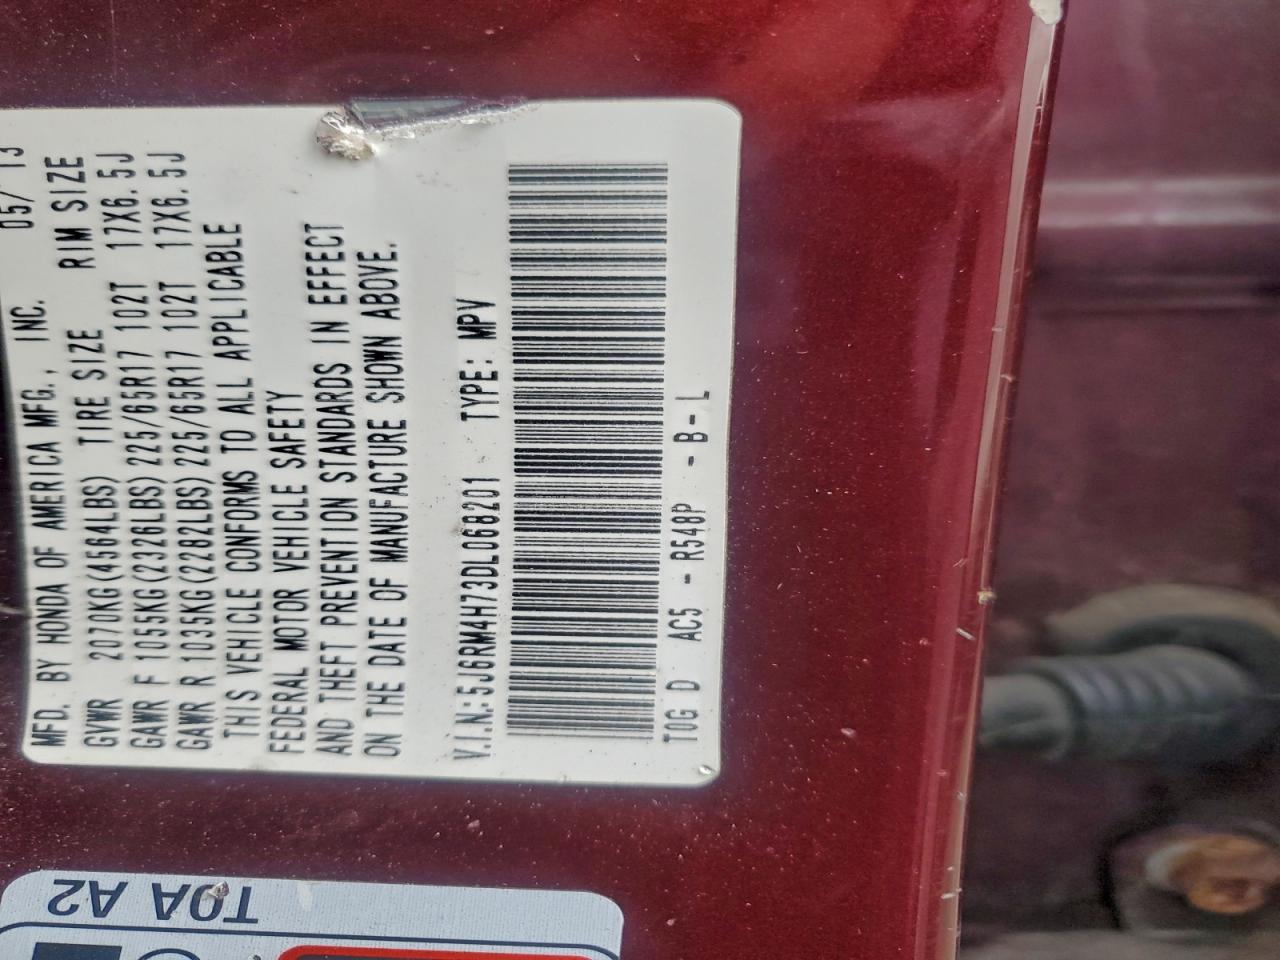 MFD. BY HONDA OF AMERICA MFG., INC. 05/ 13
GVWR 2070KG(4564LBS) TIRE SIZE RIM SIZE
GAWR F 1055KG(2326LBS) 225/65R17 102T 17X6.5J
GAWR R 1035KG(2282LBS) 225/65R17 102T 17X6.5J
THIS VEHICLE CONFORMS TO ALL APPLICABLE
FEDERAL MOTOR VEHICLE SAFETY
AND THEFT PREVENTION STANDARDS IN EFFECT
ON THE DATE OF MANUFACTURE SHOWN ABOVE.
V.I.N:5J6RM4H73DL068201 TYPE: MPV
T0G D AC5 - R548P - B - L
T0A A2